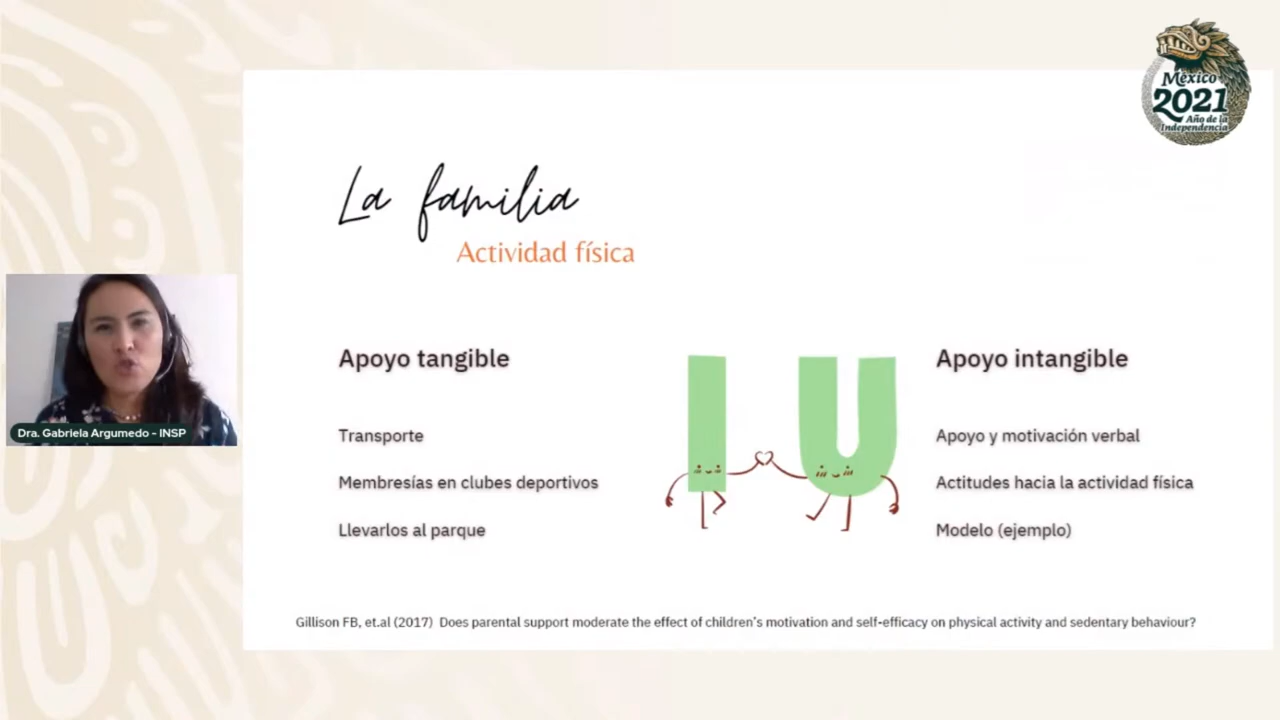 México
2021
Año de la
Independencia
La familia
Actividad física
Apoyo tangible
Transporte
Membresías en clubes deportivos
Llevarlos al parque
I U
Apoyo intangible
Apoyo y motivación verbal
Actitudes hacia la actividad física
Modelo (ejemplo)
Dra. Gabriela Argumedo - INSP
Gillison FB, et.al (2017) Does parental support moderate the effect of children's motivation and self-efficacy on physical activity and sedentary behaviour?